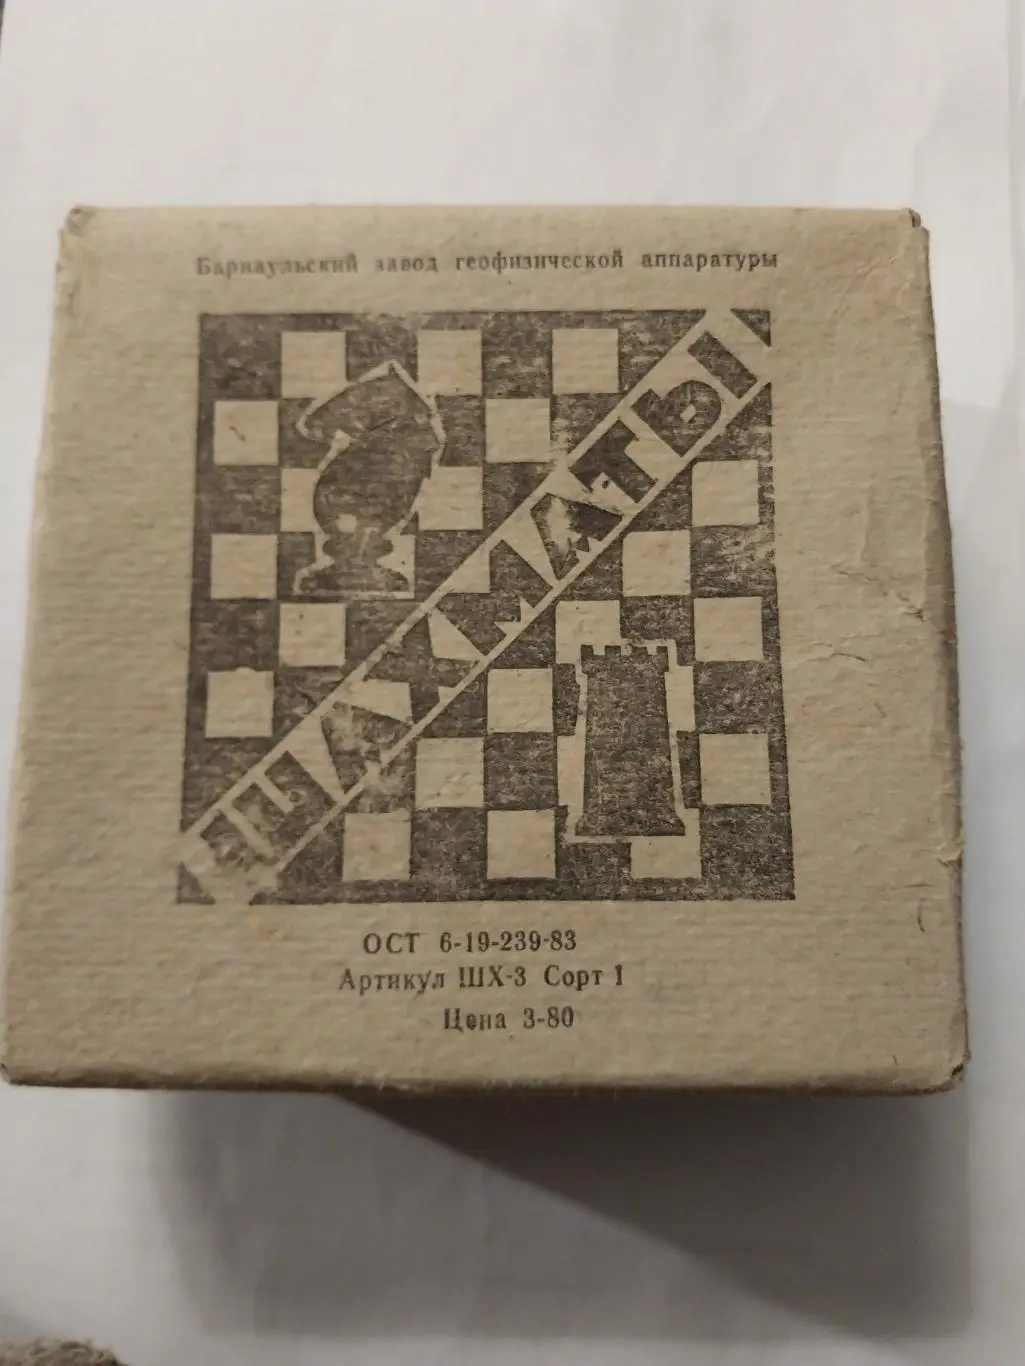 Барнаульский завод геофизической аппаратуры
ШАХМАТЫ
ОСТ 6-19-239-83
Артикул ШХ-3 Сорт 1
Цена 3-80